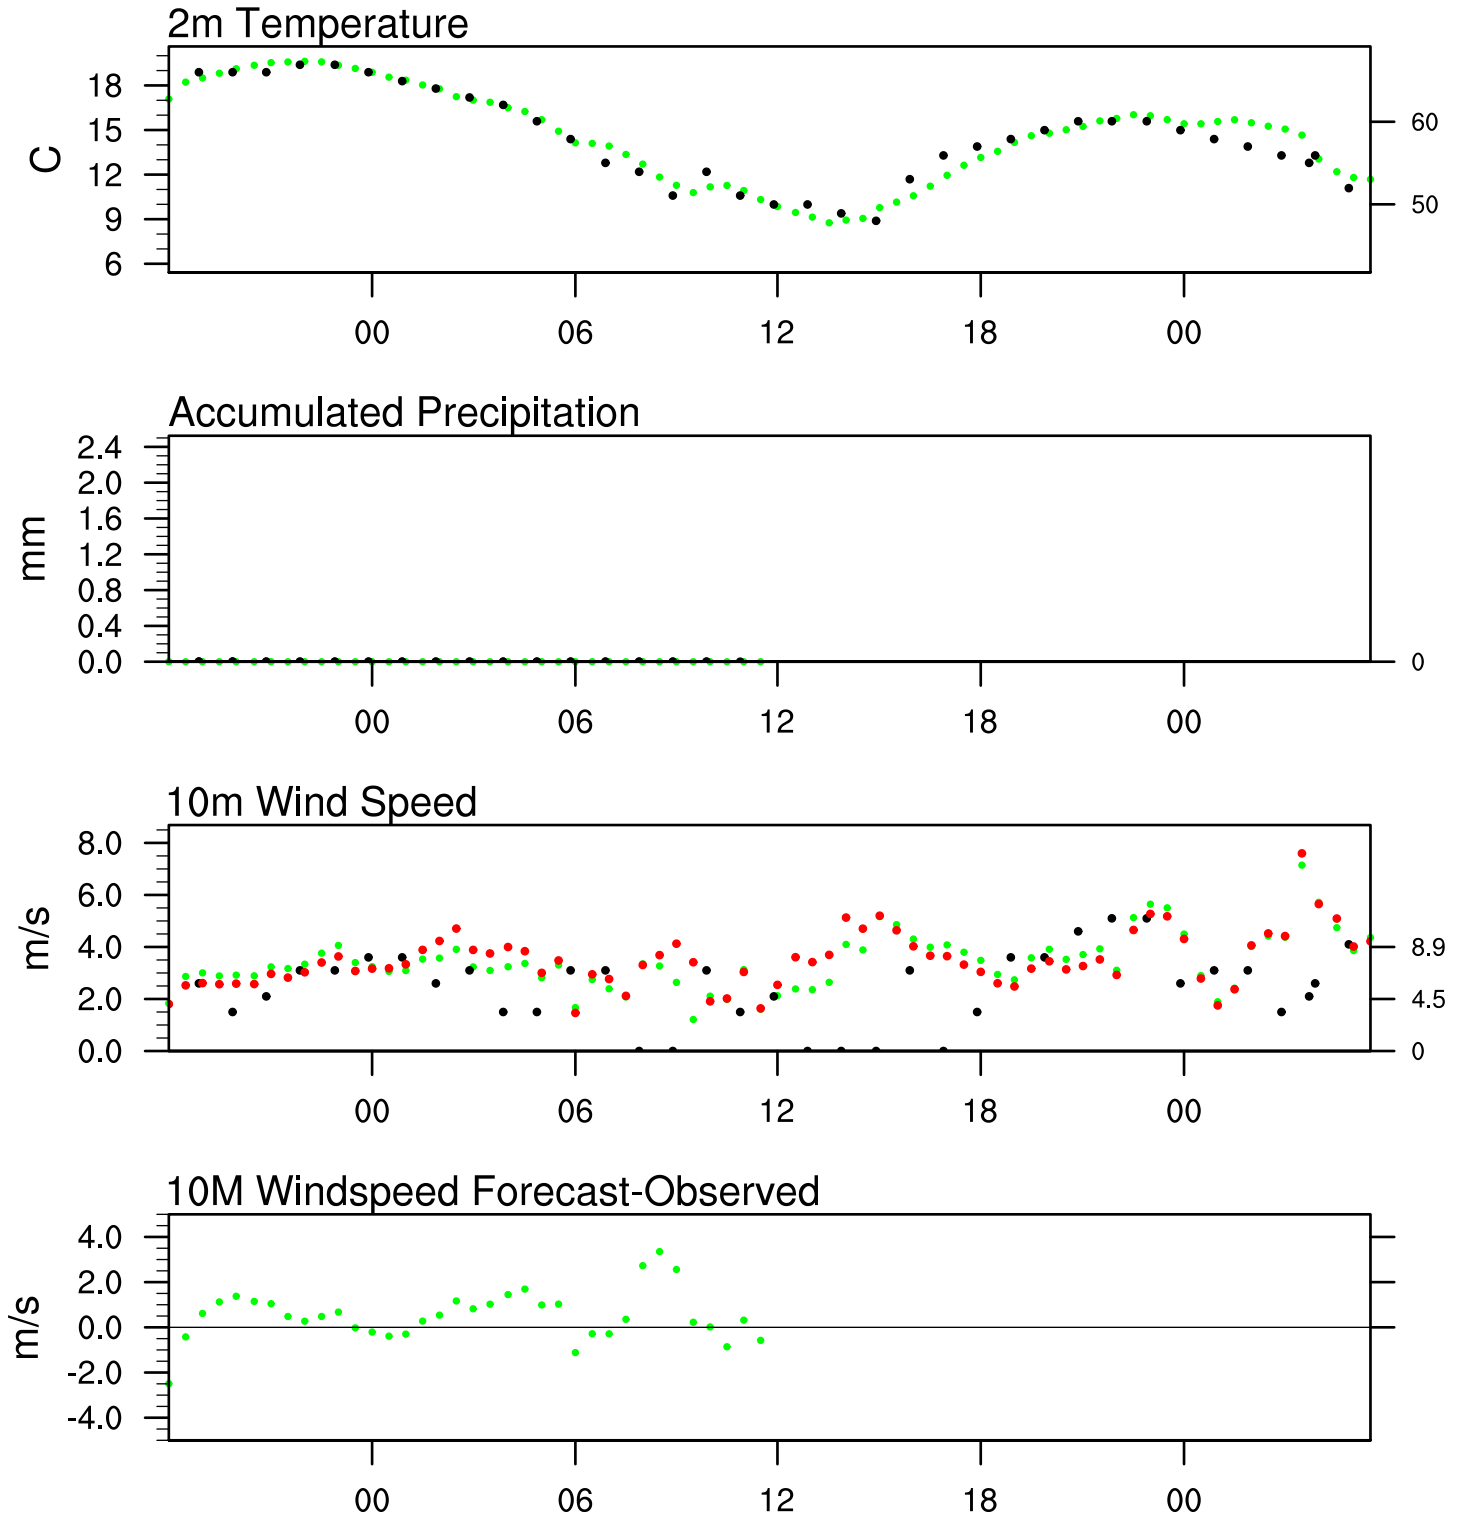 2m Temperature
18
15
12
9
6
C
60
50
00 06 12 18 00
Accumulated Precipitation
2.4
2.0
1.6
1.2
0.8
0.4
0.0
mm
0
00 06 12 18 00
10m Wind Speed
8.0
6.0
4.0
2.0
0.0
m/s
8.9
4.5
0
00 06 12 18 00
10M Windspeed Forecast-Observed
4.0
2.0
0.0
-2.0
-4.0
m/s
00 06 12 18 00